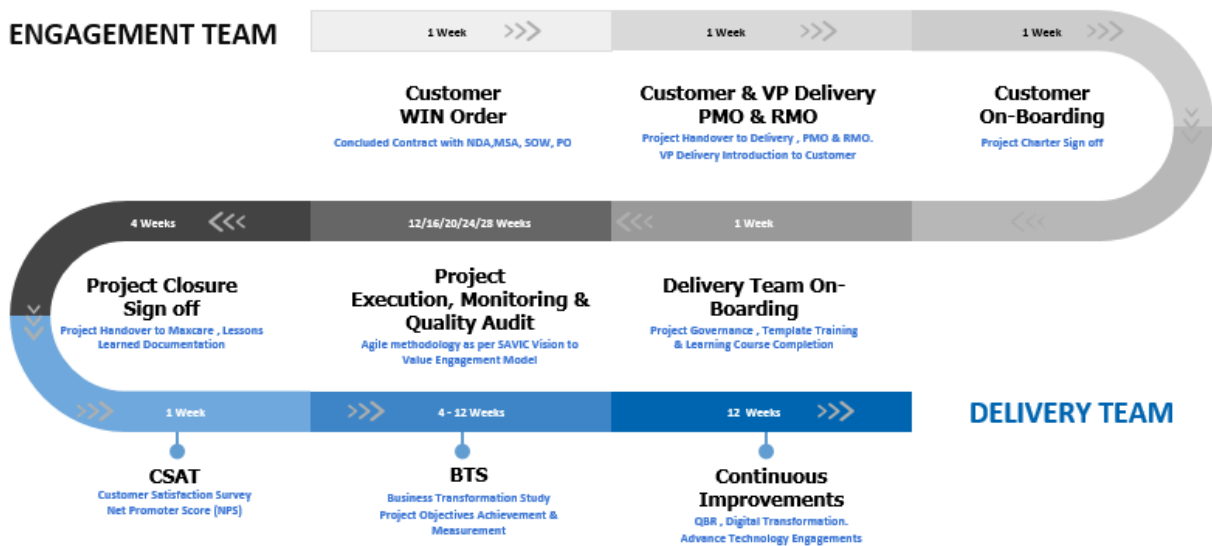 ENGAGEMENT TEAM
1 Week
1 Week
1 Week
Customer
WIN Order
Concluded Contract with NDA,MSA, SOW, PO
Customer & VP Delivery
PMO & RMO
Project Handover to Delivery , PMO & RMO.
VP Delivery Introduction to Customer
Customer
On-Boarding
Project Charter Sign off
4 Weeks
12/16/20/24/28 Weeks
1 Week
Project Closure
Sign off
Project Handover to Maxcare , Lessons
Learned Documentation
Project
Execution, Monitoring &
Quality Audit
Agile methodology as per SAVIC Vision to
Value Engagement Model
Delivery Team On-
Boarding
Project Governance , Template Training
& Learning Course Completion
1 Week
4 - 12 Weeks
12 Weeks
DELIVERY TEAM
CSAT
Customer Satisfaction Survey
Net Promoter Score (NPS)
BTS
Business Transformation Study
Project Objectives Achievement &
Measurement
Continuous
Improvements
QBR , Digital Transformation.
Advance Technology Engagements